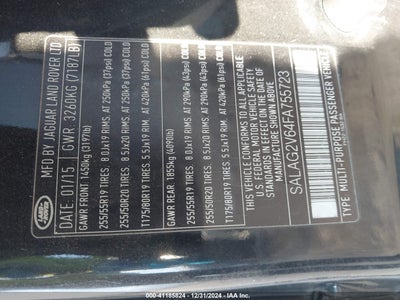 MFD BY JAGUAR LAND ROVER LTD
DATE: 01/15
GWR 3260KG (7187LB)
GAWR FRONT: 1450kg (3197lb)
255/55R19 TIRES. 8.0Jx19 RIMS. AT 250kPa (37psi) COLD
255/50R20 TIRES. 8.5Jx20 RIMS. AT 250kPa (37psi) COLD
T175/80R19 TIRES. 5.5Jx19 RIM. AT 420kPa (61psi) COLD
GAWR REAR: 1855kg (4090lb)
255/55R19 TIRES. 8.0Jx19 RIMS. AT 290kPa (43psi) COLD
255/50R20 TIRES. 8.5Jx20 RIMS. AT 290kPa (43psi) COLD
T175/80R19 TIRES. 5.5Jx19 RIM. AT 420kPa (61psi) COLD
THIS VEHICLE CONFORMS TO ALL APPLICABLE
U.S. FEDERAL MOTOR VEHICLE SAFETY
STANDARDS IN EFFECT ON THE DATE OF
MANUFACTURE SHOWN ABOVE
SALAG2V64FA755723
TYPE: MULTI-PURPOSE PASSENGER VEHICLE
LAND ROVER
000-41185824 | 12/31/2024 | IAA Inc.